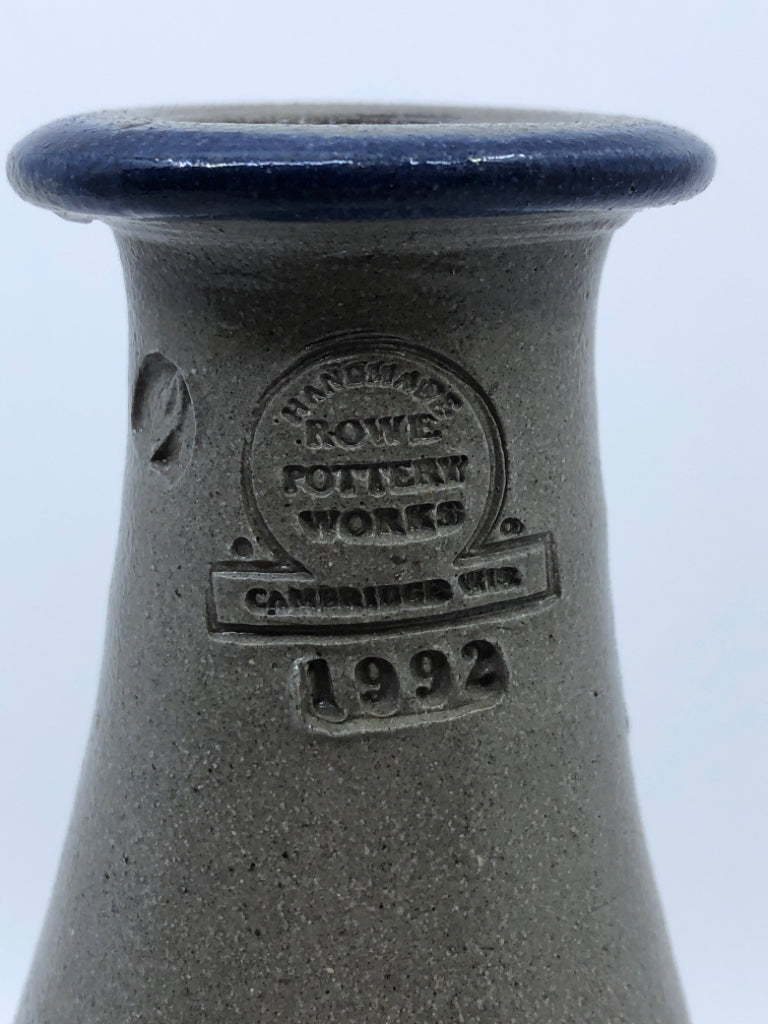 HANDMADE
ROWE
POTTERY
WORKS
CAMBRIDGE WIS
1992